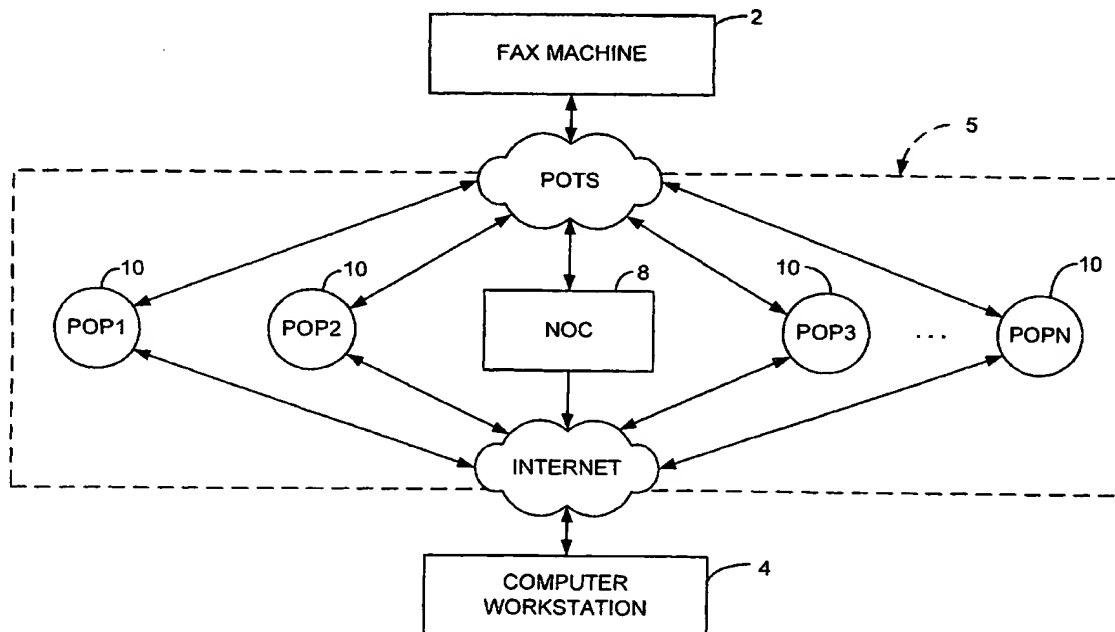 2
FAX MACHINE
5
POTS
10
10
8
10
10
POP1
POP2
NOC
POP3
...
POPN
INTERNET
4
COMPUTER
WORKSTATION